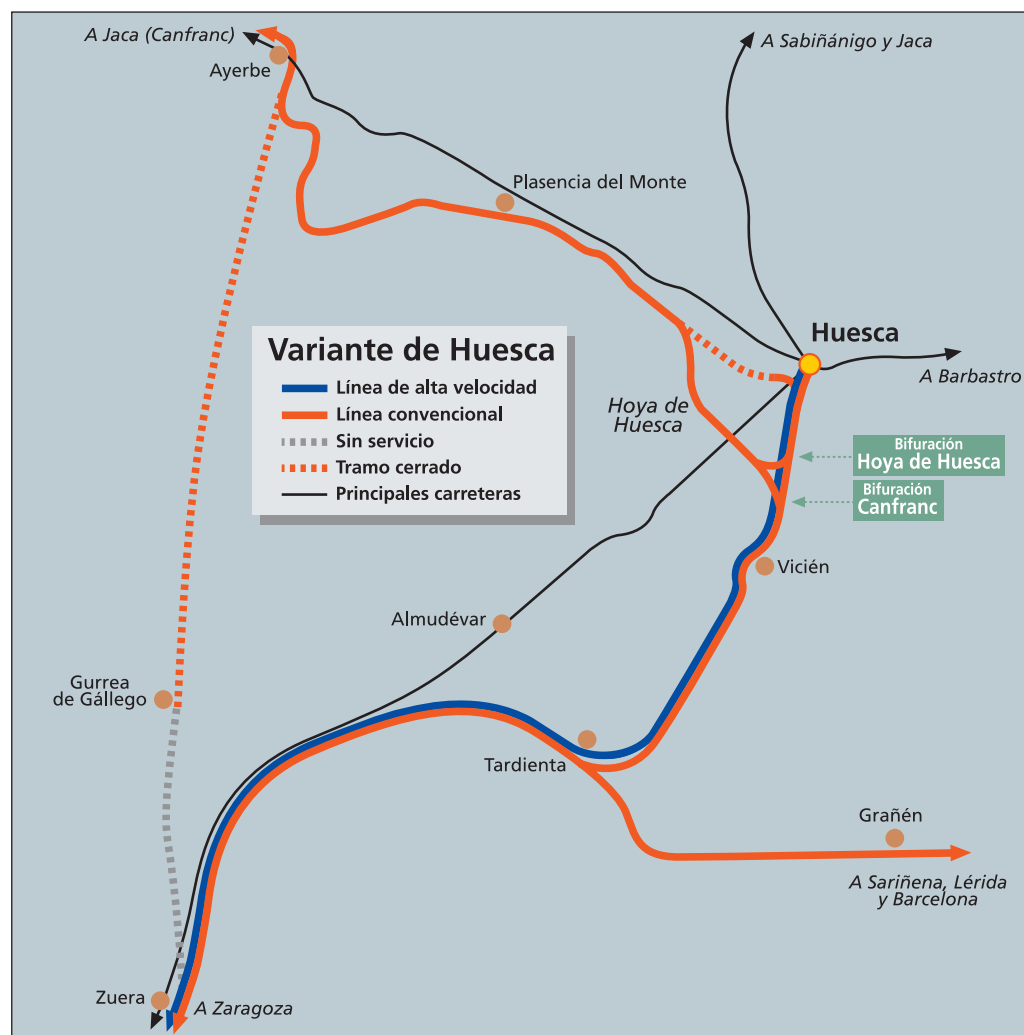 A Jaca (Canfranc)
A Sabiñánigo y Jaca
Ayerbe
Plasencia del Monte
Huesca
A Barbastro
Variante de Huesca
Línea de alta velocidad
Línea convencional
Sin servicio
Tramo cerrado
Principales carreteras
Hoya de
Huesca
Bifuración
Hoya de Huesca
Bifuración
Canfranc
Vicién
Almudévar
Gurrea
de Gállego
Tardienta
Grañén
A Sariñena, Lérida
y Barcelona
Zuera
A Zaragoza